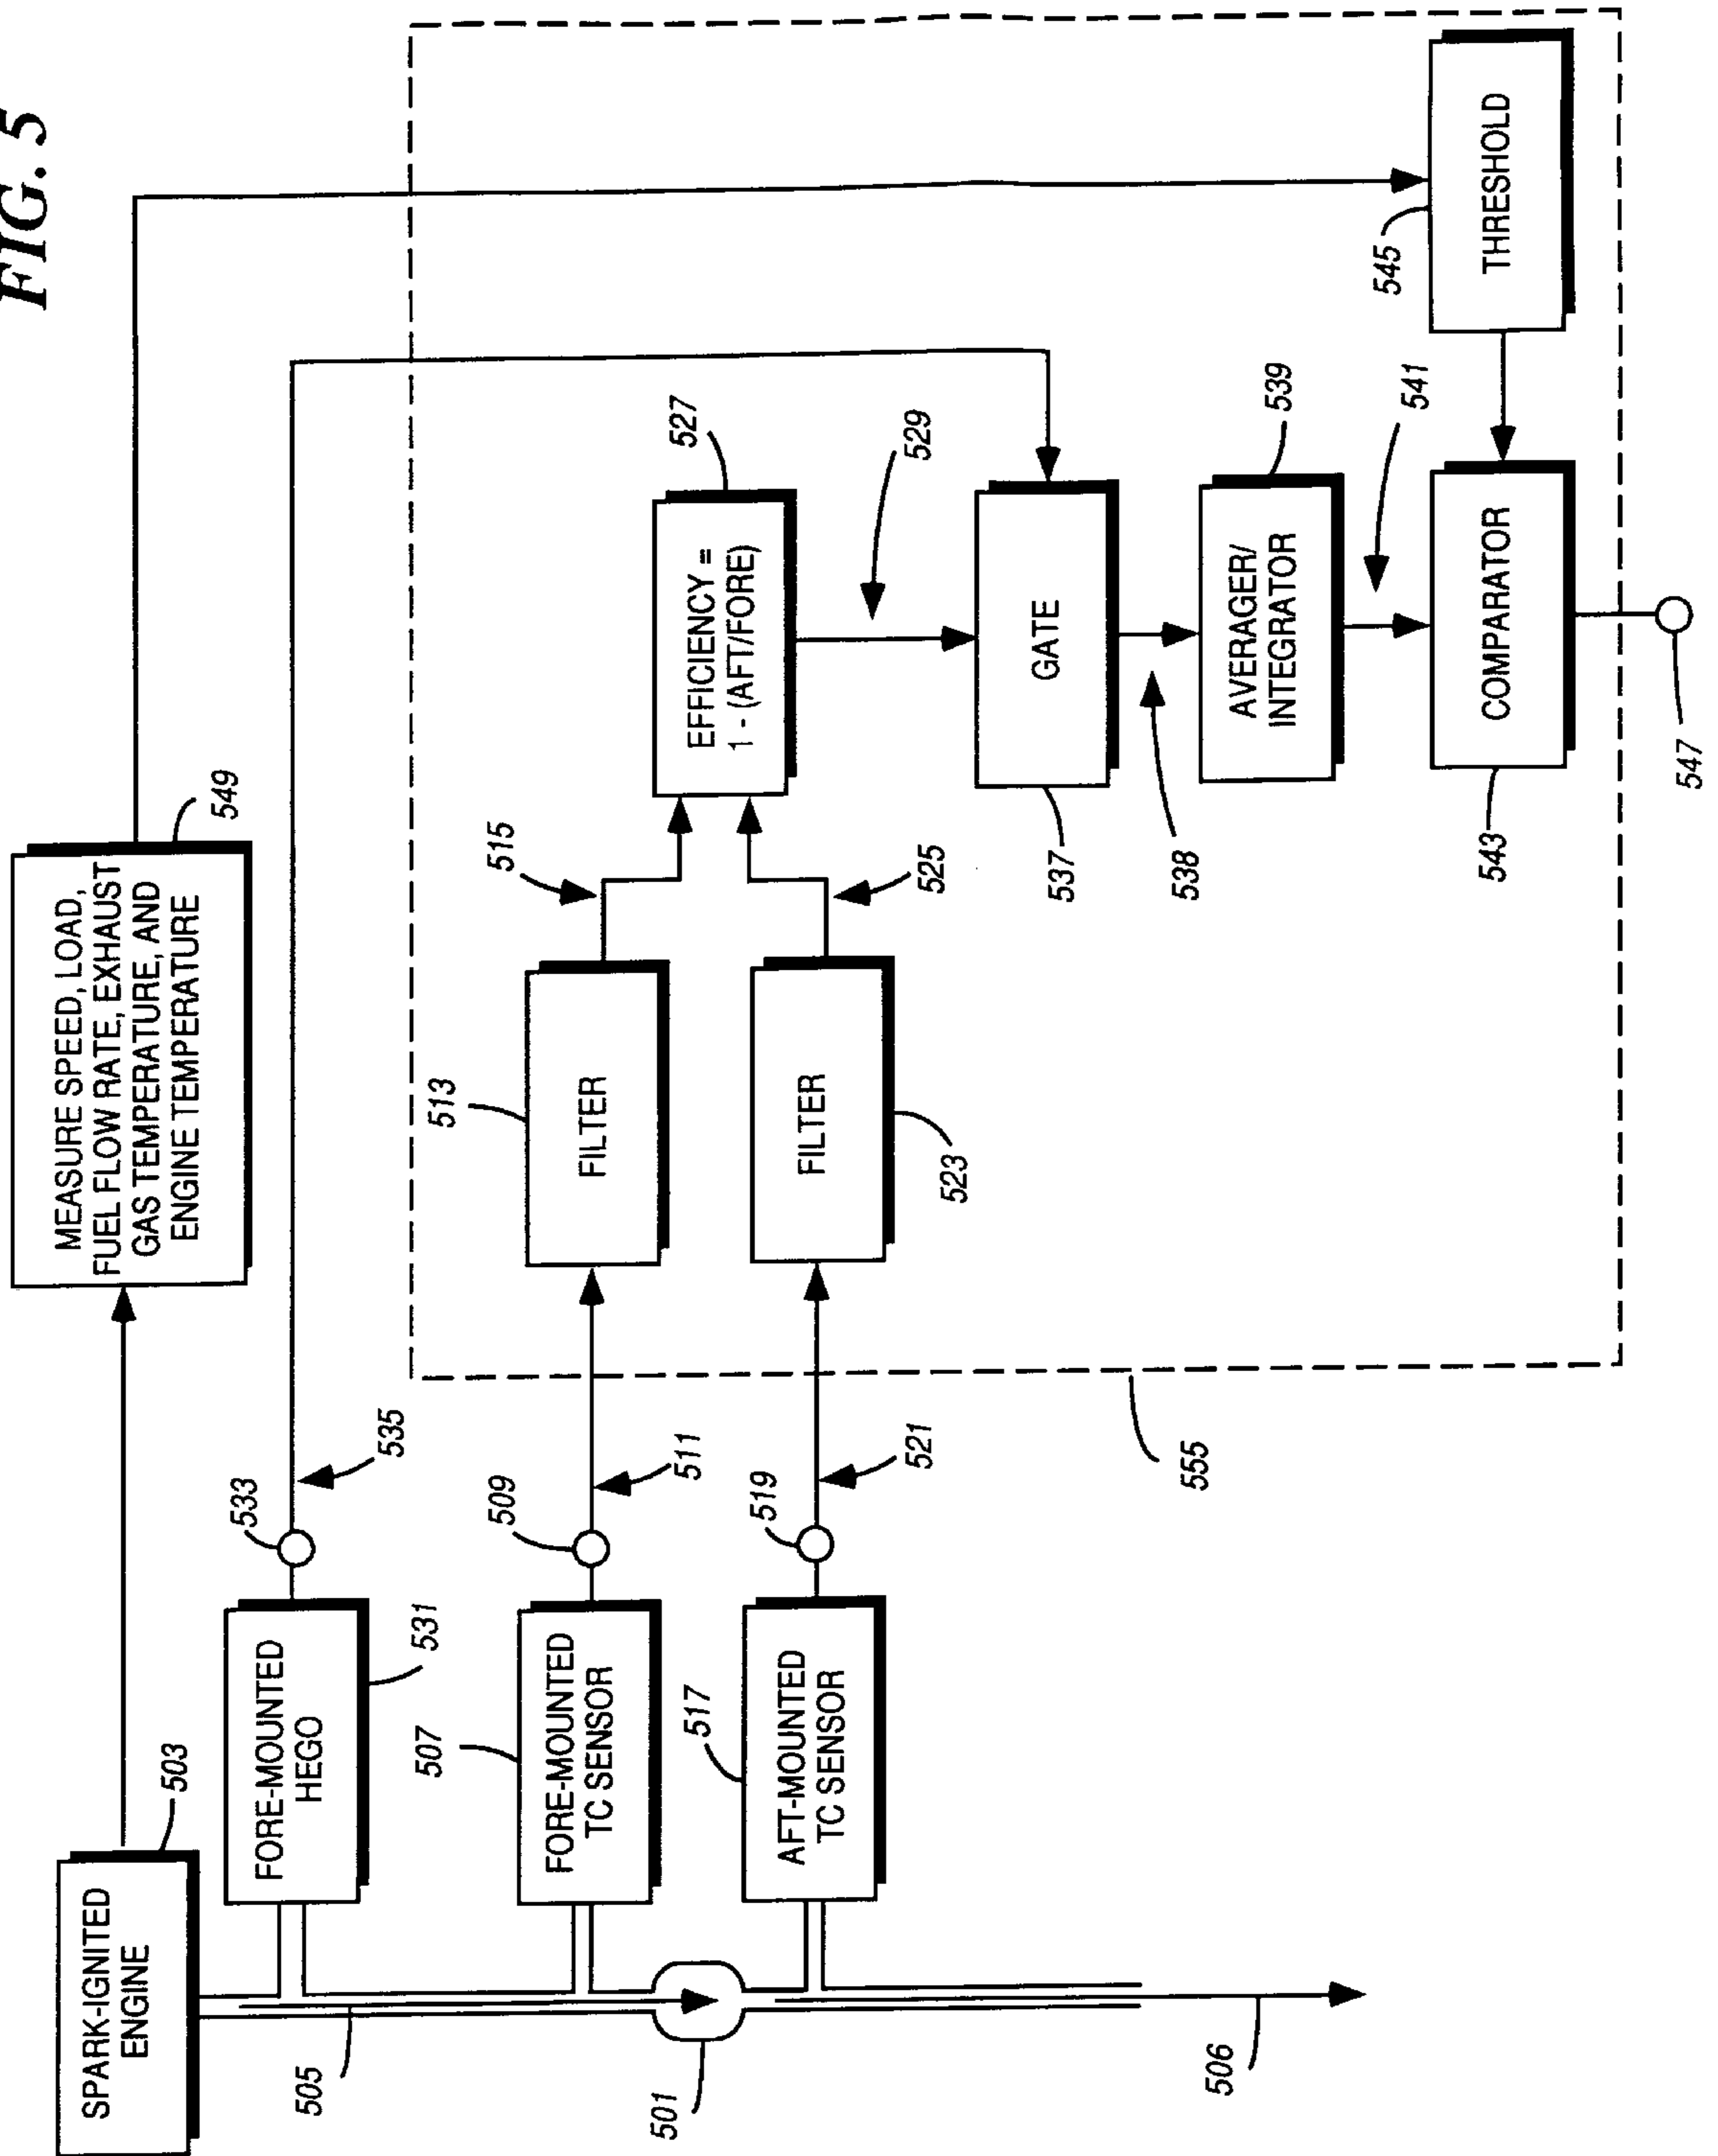 FIG. 5
SPARK-IGNITED
ENGINE
503
MEASURE SPEED, LOAD,
FUEL FLOW RATE, EXHAUST
GAS TEMPERATURE, AND
ENGINE TEMPERATURE
549
505
FORE-MOUNTED
HEGO
531
533
535
501
507
FORE-MOUNTED
TC SENSOR
509
511
513
FILTER
515
517
AFT-MOUNTED
TC SENSOR
519
521
FILTER
523
525
EFFICIENCY =
1 - (AFT/FORE)
527
529
537
GATE
538
AVERAGER/
INTEGRATOR
539
541
543
COMPARATOR
545
THRESHOLD
547
506
555